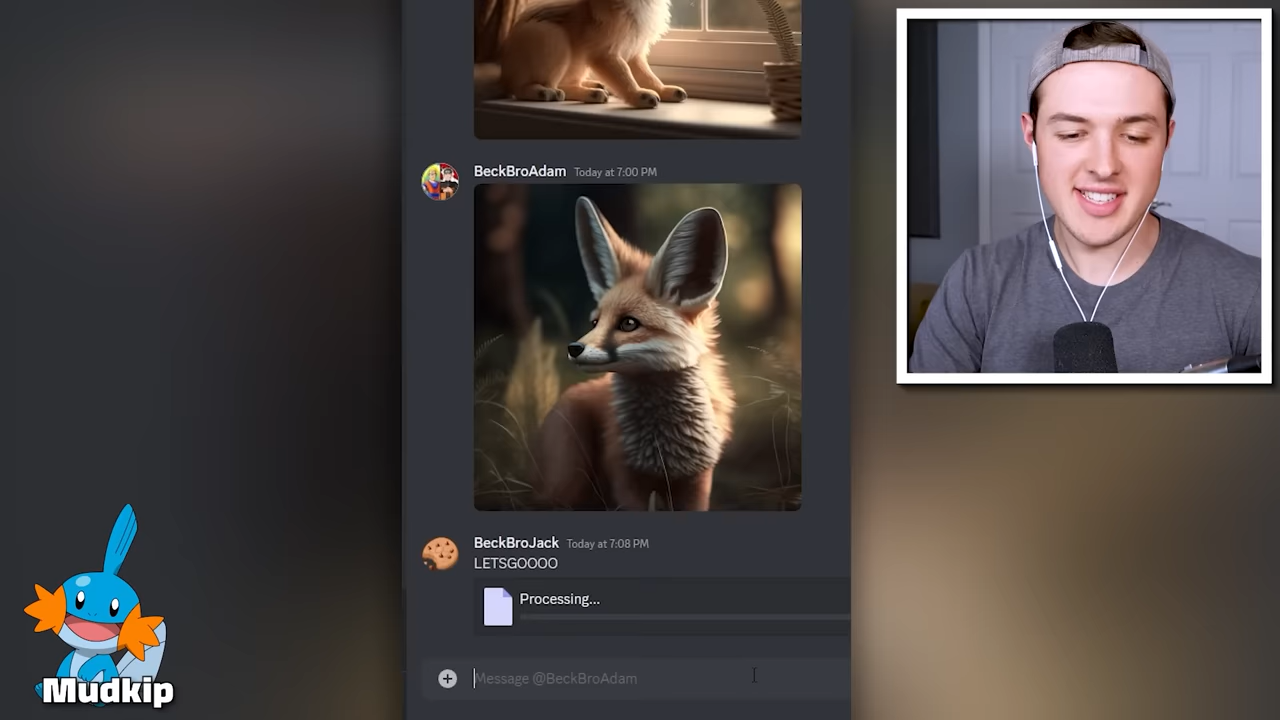 BeckBroAdam Today at 7:00 PM
BeckBroJack Today at 7:08 PM
LETSGOOOO
Processing...
Message @BeckBroAdam
Mudkip